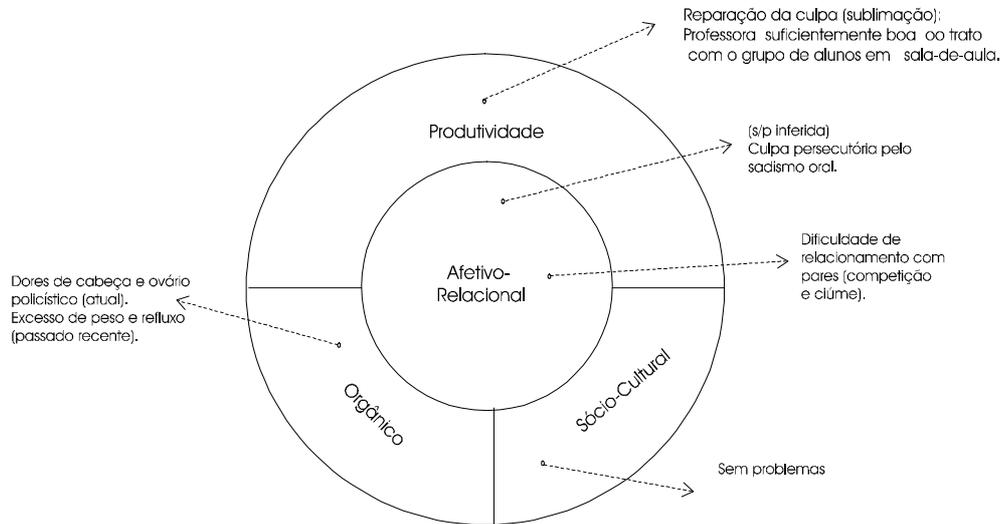 Reparação da culpa (sublimação):
Professora suficientemente boa oo trato
com o grupo de alunos em sala-de-aula.
Produtividade
(s/p inferida)
Culpa persecutória pelo
sadismo oral.
Afetivo-
Relacional
Dificuldade de
relacionamento com
pares (competição
e ciúme).
Dores de cabeça e ovário
policístico (atual).
Excesso de peso e refluxo
(passado recente).
Orgânico
Sócio-Cultural
Sem problemas